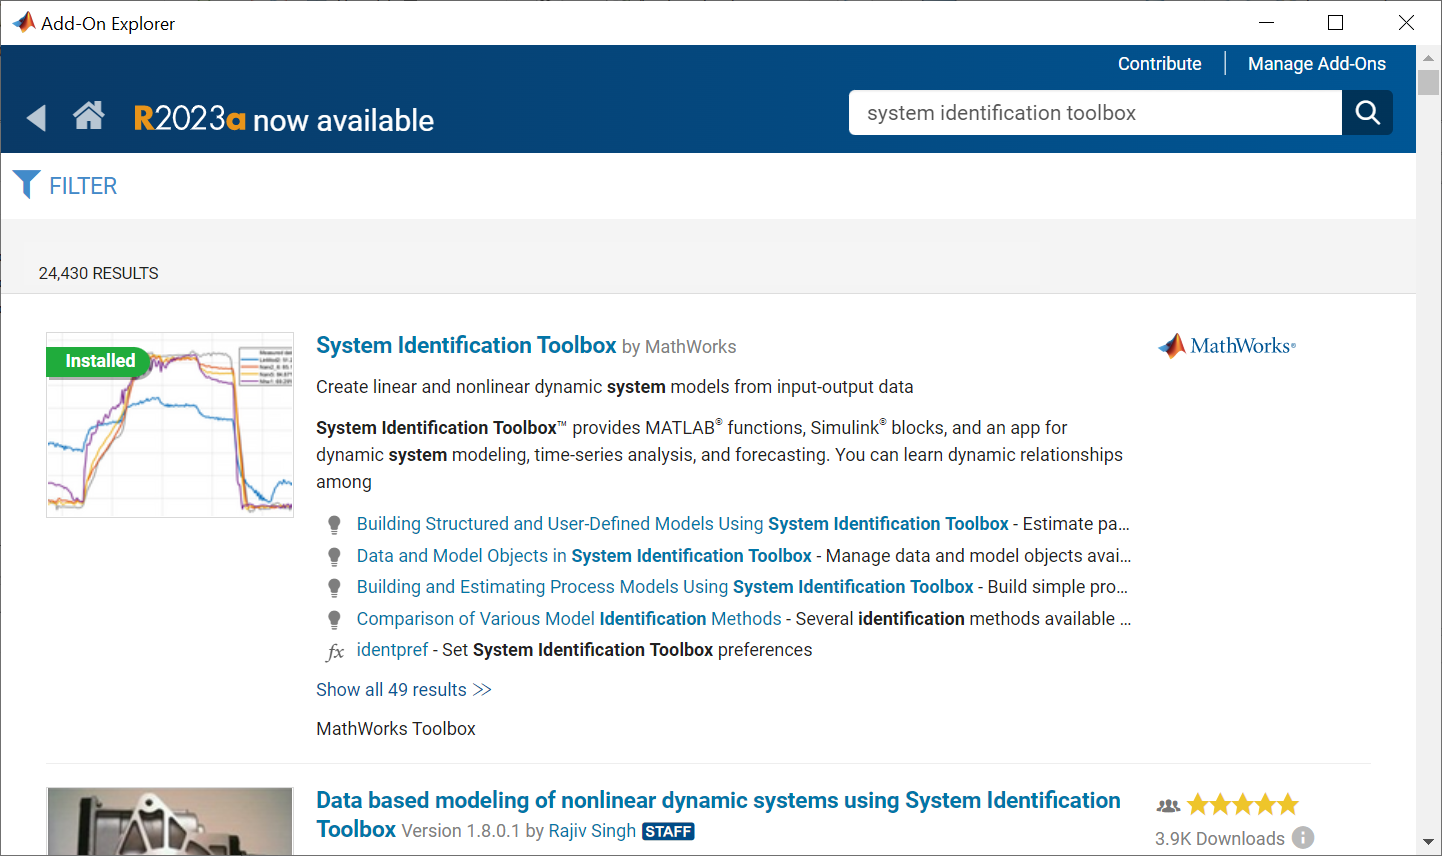 Add-On Explorer
Contribute
Manage Add-Ons
R2023a now available
system identification toolbox
FILTER
24,430 RESULTS
Installed
System Identification Toolbox by MathWorks
MathWorks®
Create linear and nonlinear dynamic system models from input-output data
System Identification Toolbox™ provides MATLAB® functions, Simulink® blocks, and an app for
dynamic system modeling, time-series analysis, and forecasting. You can learn dynamic relationships
among
Building Structured and User-Defined Models Using System Identification Toolbox - Estimate pa...
Data and Model Objects in System Identification Toolbox - Manage data and model objects avai...
Building and Estimating Process Models Using System Identification Toolbox - Build simple pro...
Comparison of Various Model Identification Methods - Several identification methods available ...
fx identpref - Set System Identification Toolbox preferences
Show all 49 results >>
MathWorks Toolbox
Data based modeling of nonlinear dynamic systems using System Identification
Toolbox Version 1.8.0.1 by Rajiv Singh STAFF
3.9K Downloads